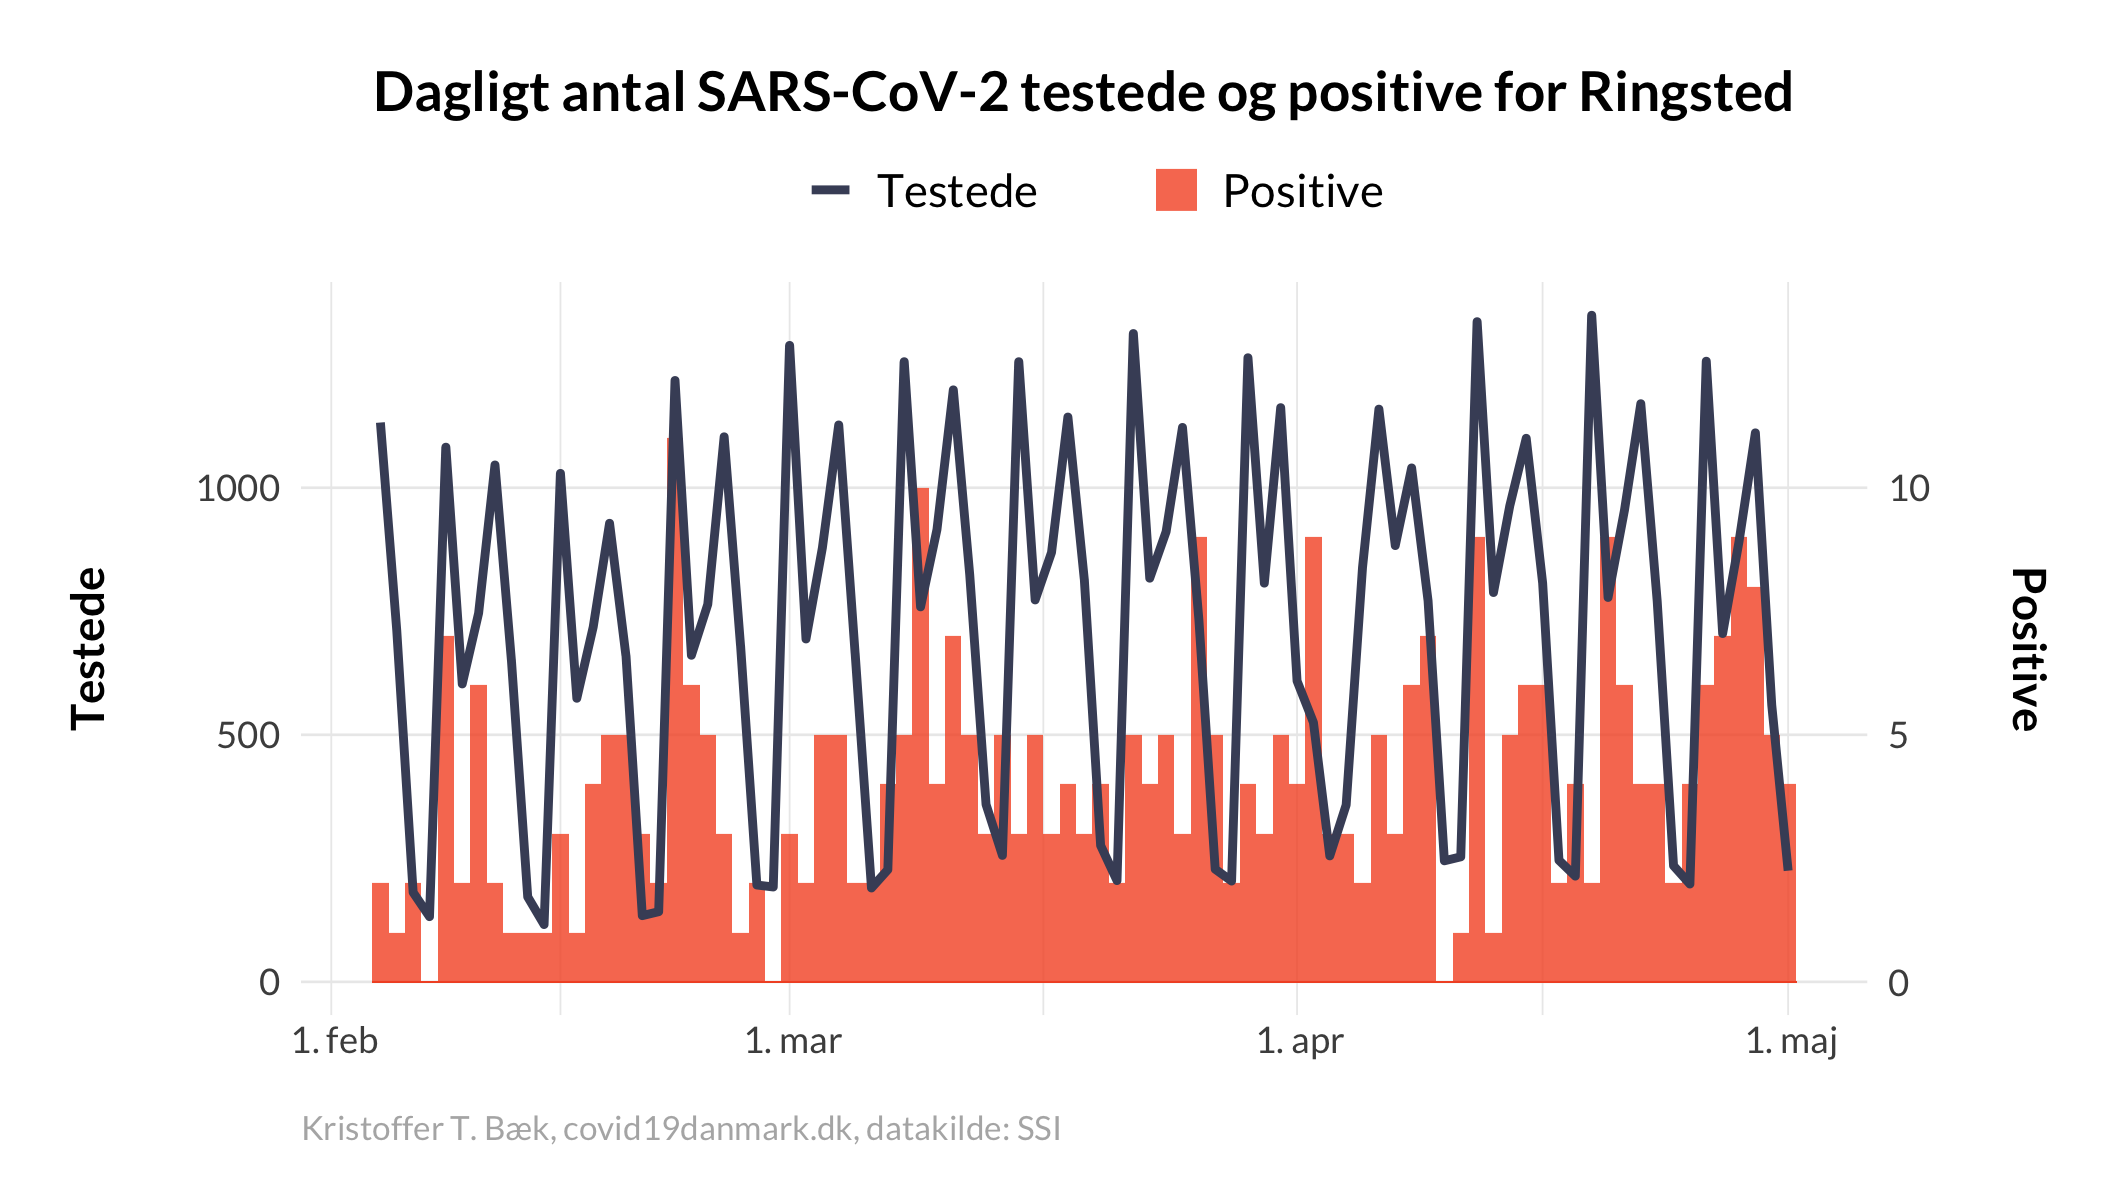 Dagligt antal SARS-CoV-2 testede og positive for Ringsted
Testede Positive
1000 10
500 5
0 0
Testede
Positive
1. feb 1. mar 1. apr 1. maj
Kristoffer T. Bæk, covid19danmark.dk, datakilde: SSI